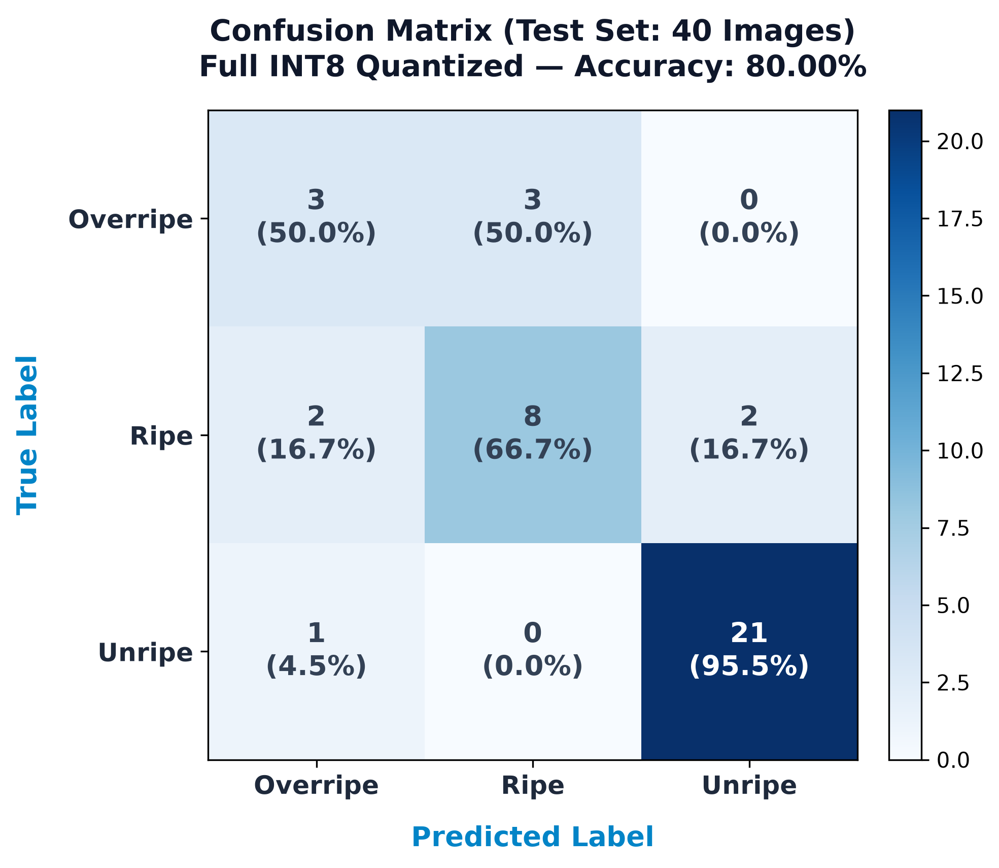 Confusion Matrix (Test Set: 40 Images)
Full INT8 Quantized — Accuracy: 80.00%
True Label
Overripe
3
(50.0%)
3
(50.0%)
0
(0.0%)
Ripe
2
(16.7%)
8
(66.7%)
2
(16.7%)
Unripe
1
(4.5%)
0
(0.0%)
21
(95.5%)
Overripe
Ripe
Unripe
Predicted Label
20.0
17.5
15.0
12.5
10.0
7.5
5.0
2.5
0.0